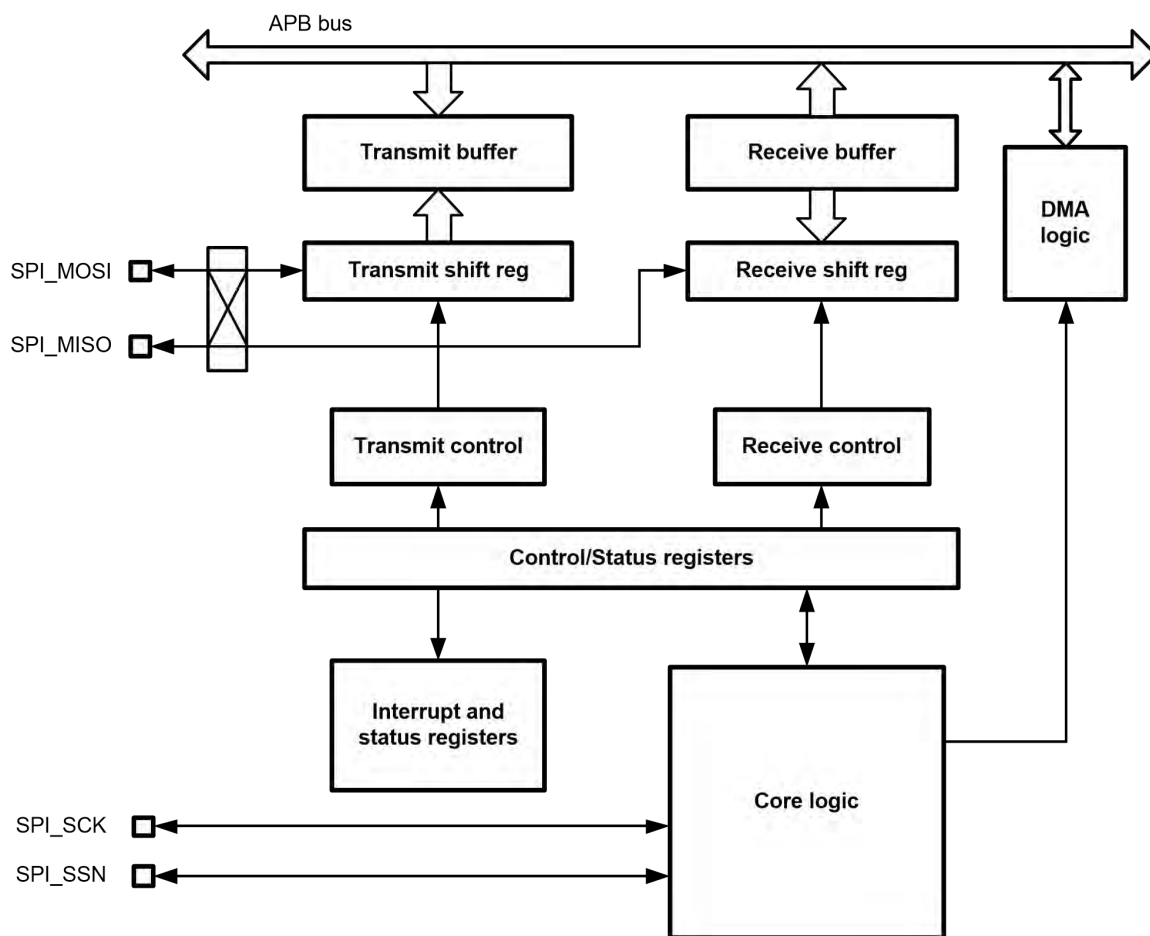 APB bus
Transmit buffer
Receive buffer
DMA
logic
SPI_MOSI
Transmit shift reg
Receive shift reg
SPI_MISO
Transmit control
Receive control
Control/Status registers
Interrupt and
status registers
Core logic
SPI_SCK
SPI_SSN